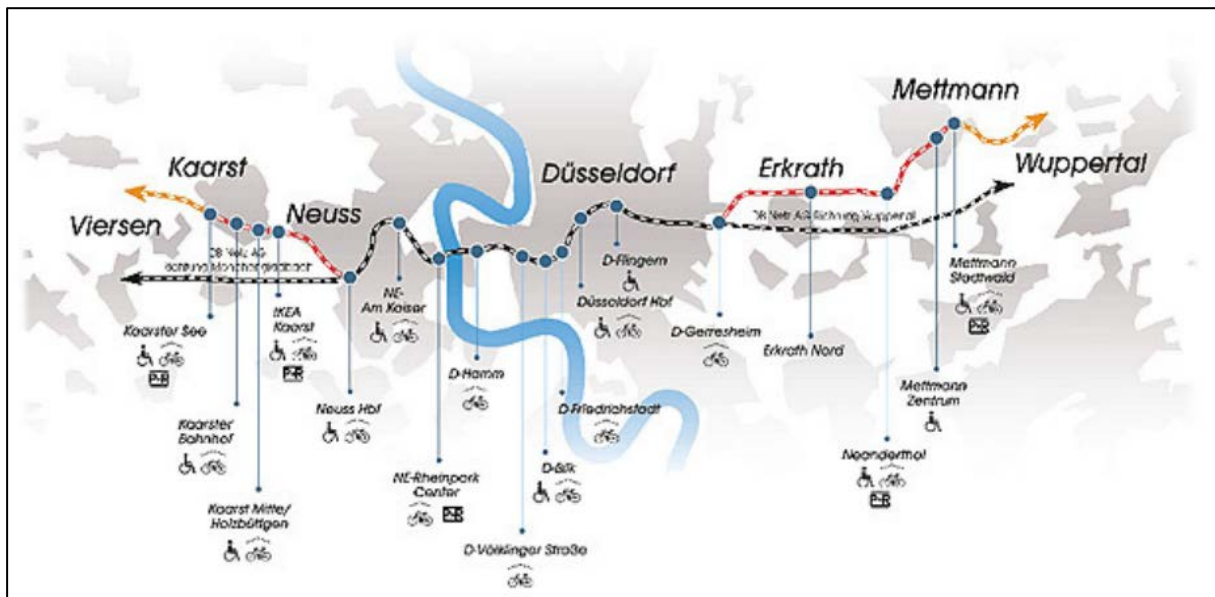 Mettmann
Kaarst
Düsseldorf
Erkrath
Wuppertal
Neuss
Viersen
DB Netz AG Richtung Wuppertal
DB Netz AG
Richtung Mönchengladbach
Kaarster See
P+R
Kaarster
Bahnhof
Kaarst Mitte/
Holzbüttgen
IKEA
Kaarst
P+R
Neuss Hbf
NE-
Am Kaiser
NE-Rheinpark
Center
P+R
D-Hamm
D-Völklinger Straße
D-Bilk
D-Friedrichstadt
Düsseldorf Hbf
D-Flingern
D-Gerresheim
Erkrath Nord
Neanderthal
P+R
Mettmann
Zentrum
Mettmann
Stadtwald
P+R